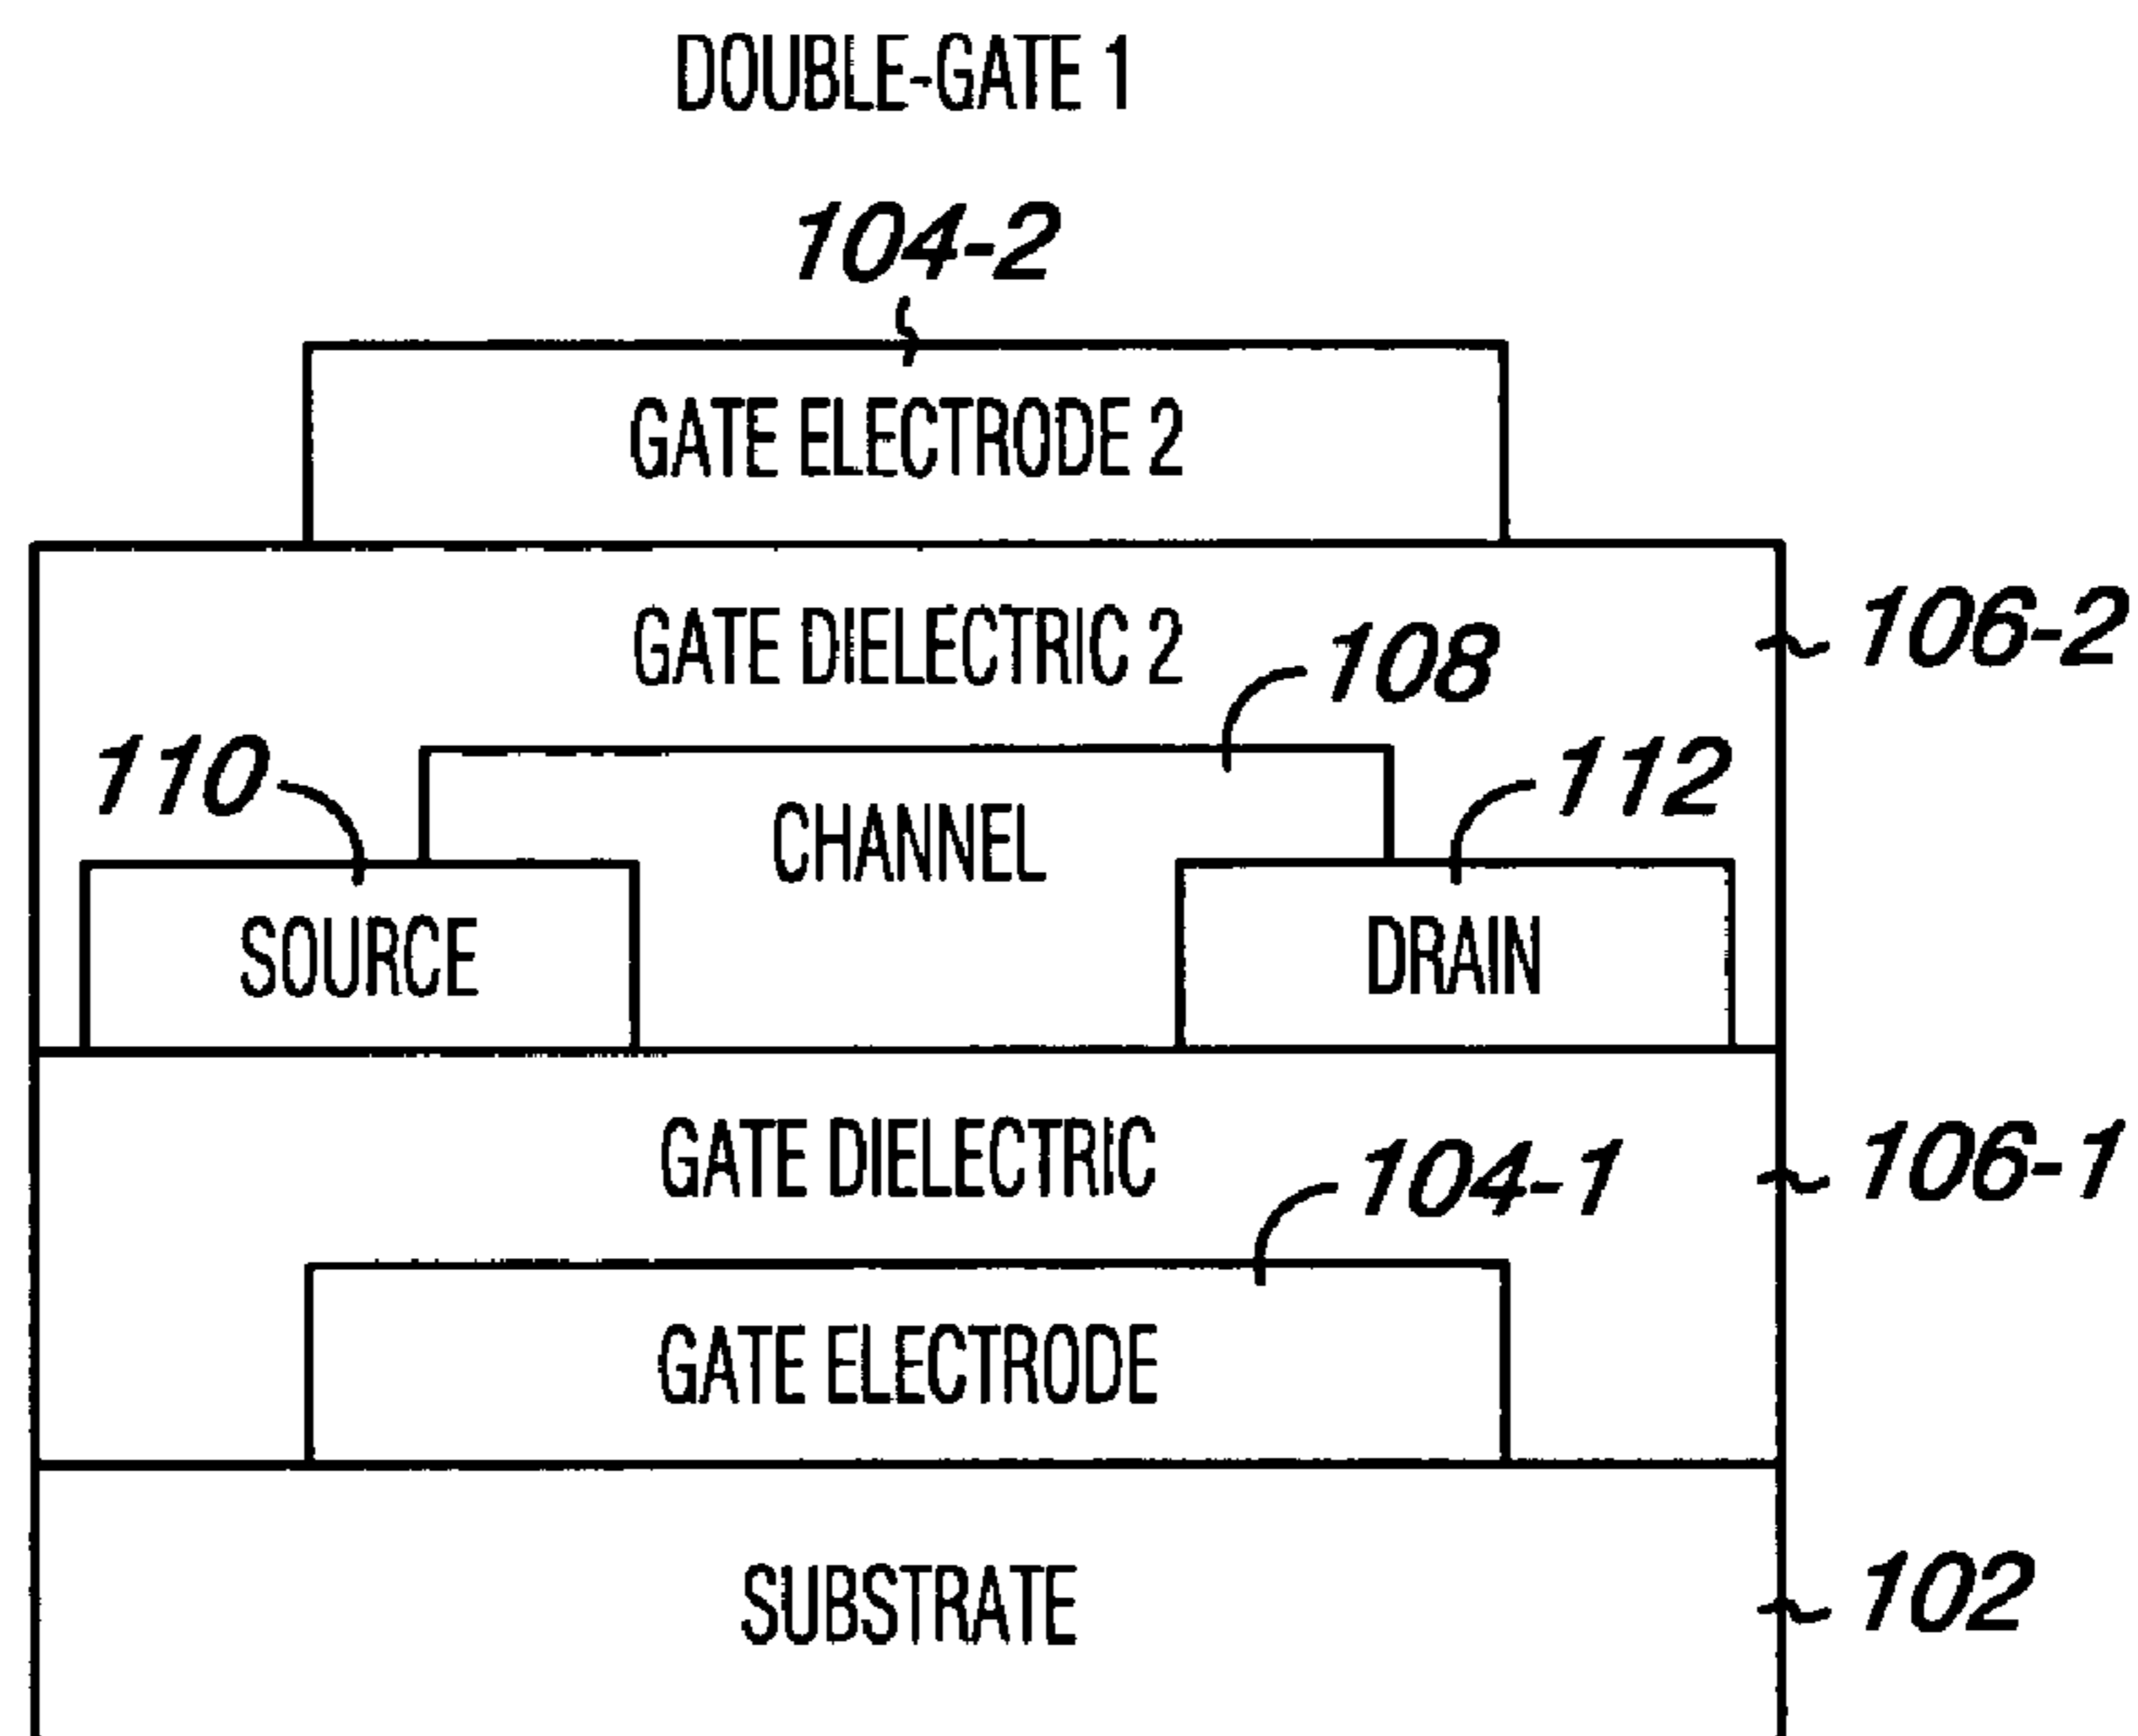 DOUBLE-GATE 1
104-2
GATE ELECTRODE 2
GATE DIELECTRIC 2
106-2
108
110
112
CHANNEL
SOURCE
DRAIN
GATE DIELECTRIC
106-1
104-1
GATE ELECTRODE
SUBSTRATE
102